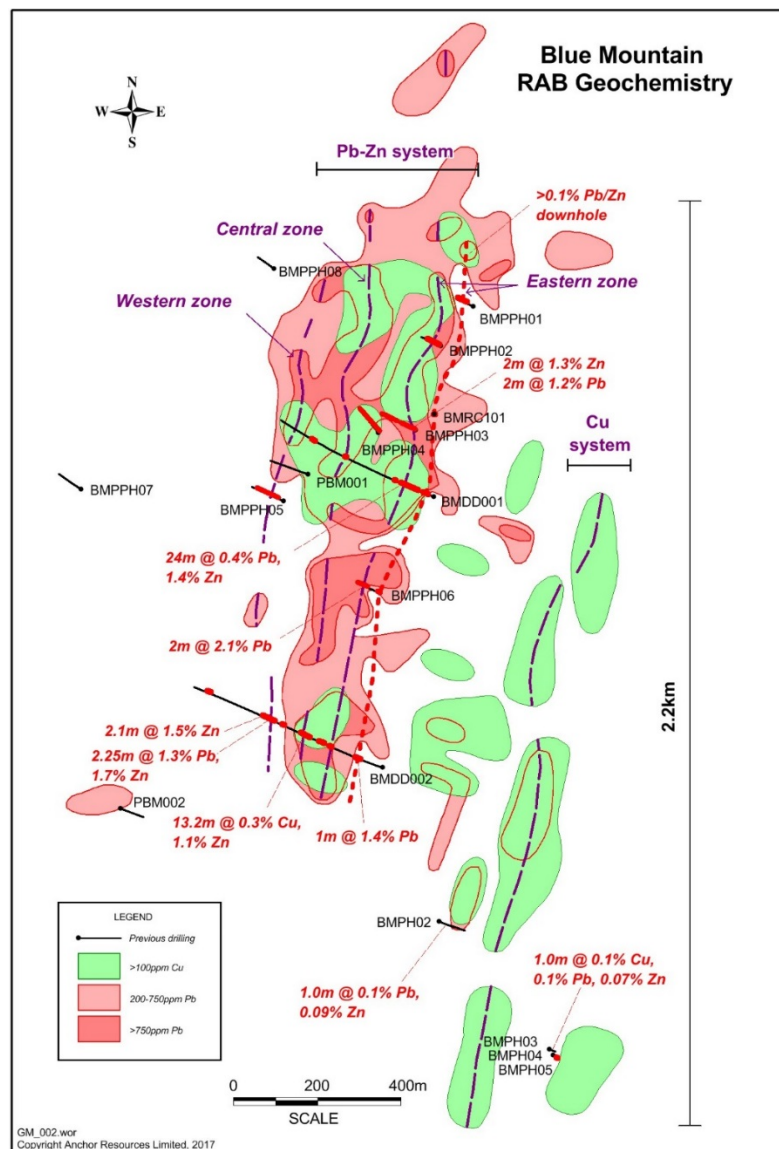 Blue Mountain
RAB Geochemistry
N
W
E
S
Pb-Zn system
>0.1% Pb/Zn
downhole
Central zone
BMPPH08
Eastern zone
Western zone
BMPPH01
BMPPH02
2m @ 1.3% Zn
2m @ 1.2% Pb
BMRC101
Cu
system
BMPPH03
BMPPH04
PBM001
BMPPH07
BMDD001
BMPPH05
24m @ 0.4% Pb,
1.4% Zn
BMPPH06
2m @ 2.1% Pb
2.2km
2.1m @ 1.5% Zn
2.25m @ 1.3% Pb,
1.7% Zn
BMDD002
PBM002
13.2m @ 0.3% Cu,
1.1% Zn
1m @ 1.4% Pb
LEGEND
Previous drilling
>100ppm Cu
200-750ppm Pb
>750ppm Pb
BMPH02
1.0m @ 0.1% Pb,
0.09% Zn
1.0m @ 0.1% Cu,
0.1% Pb, 0.07% Zn
BMPH03
BMPH04
BMPH05
0 200 400m
SCALE
GM_002.wor
Copyright Anchor Resources Limited, 2017